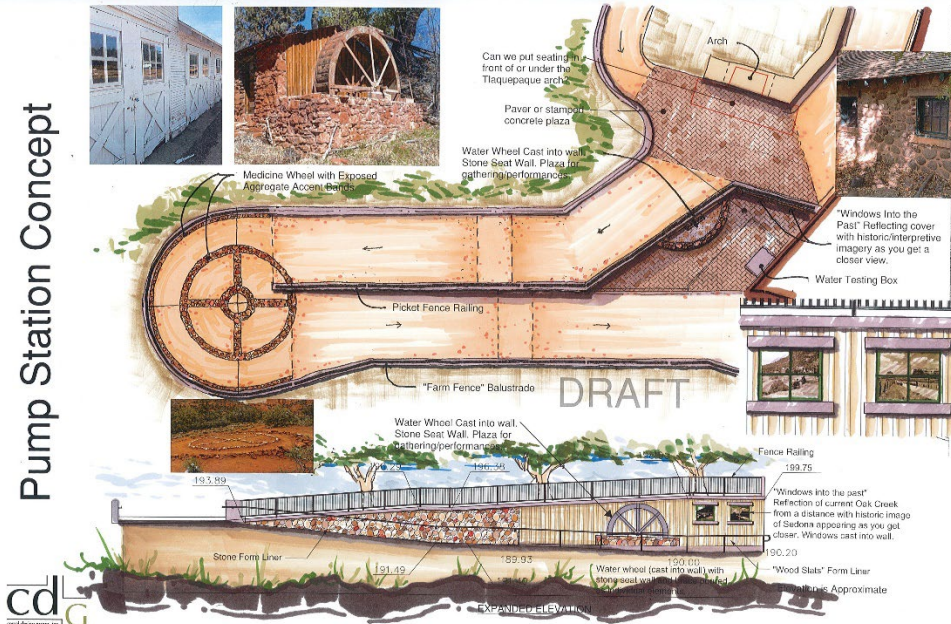 Pump Station Concept
Can we put seating in
front of or under the
Tlaquepaque arch?
Arch
Paver or stamped
concrete plaza
Water Wheel Cast into wall.
Stone Seat Wall. Plaza for
gathering/performances.
Medicine Wheel with Exposed
Aggregate Accent Bands
"Windows Into the
Past" Reflecting cover
with historic/interpretive
imagery as you get a
closer view.
Water Testing Box
Picket Fence Railing
"Farm Fence" Balustrade
DRAFT
Water Wheel Cast into wall.
Stone Seat Wall. Plaza for
gathering/performances
Fence Railing
199.75
193.89
196.38
"Windows into the past"
Reflection of current Oak Creek
from a distance with historic image
of Sedona appearing as you get
closer. Windows cast into wall.
Stone Form Liner
191.49
189.93
190.00
190.20
"Wood Slats" Form Liner
Elevation is Approximate
Water wheel (cast into wall) with
stone seat wall and
EXPANDED ELEVATION
cd
G